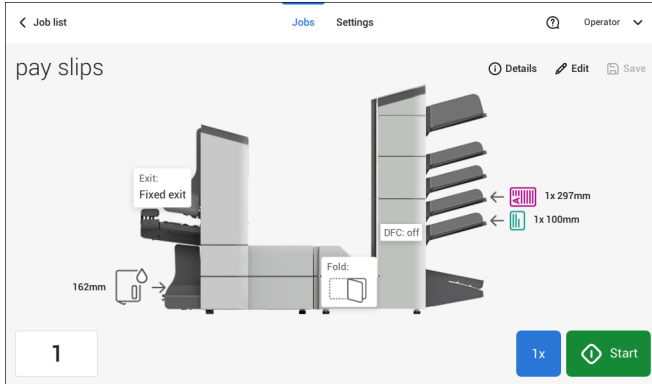 Job list
Jobs
Settings
Operator
pay slips
Details
Edit
Save
Exit:
Fixed exit
1x 297mm
1x 100mm
DFC: off
Fold:
162mm
1
1x
Start